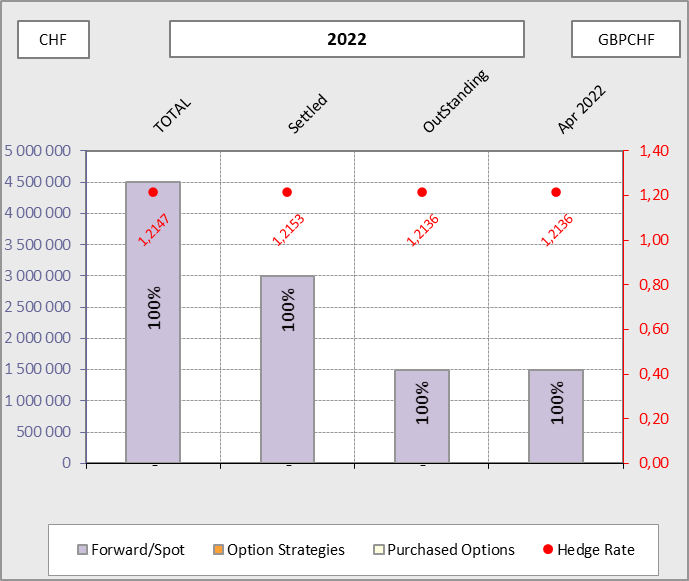 CHF
2022
GBPCHF
TOTAL
Settled
OutStanding
Apr 2022
5 000 000
4 500 000
4 000 000
3 500 000
3 000 000
2 500 000
2 000 000
1 500 000
1 000 000
500 000
0
1,40
1,20
1,00
0,80
0,60
0,40
0,20
0,00
1,2147
1,2153
1,2136
1,2136
100%
100%
100%
100%
-
-
-
Forward/Spot
Option Strategies
Purchased Options
Hedge Rate